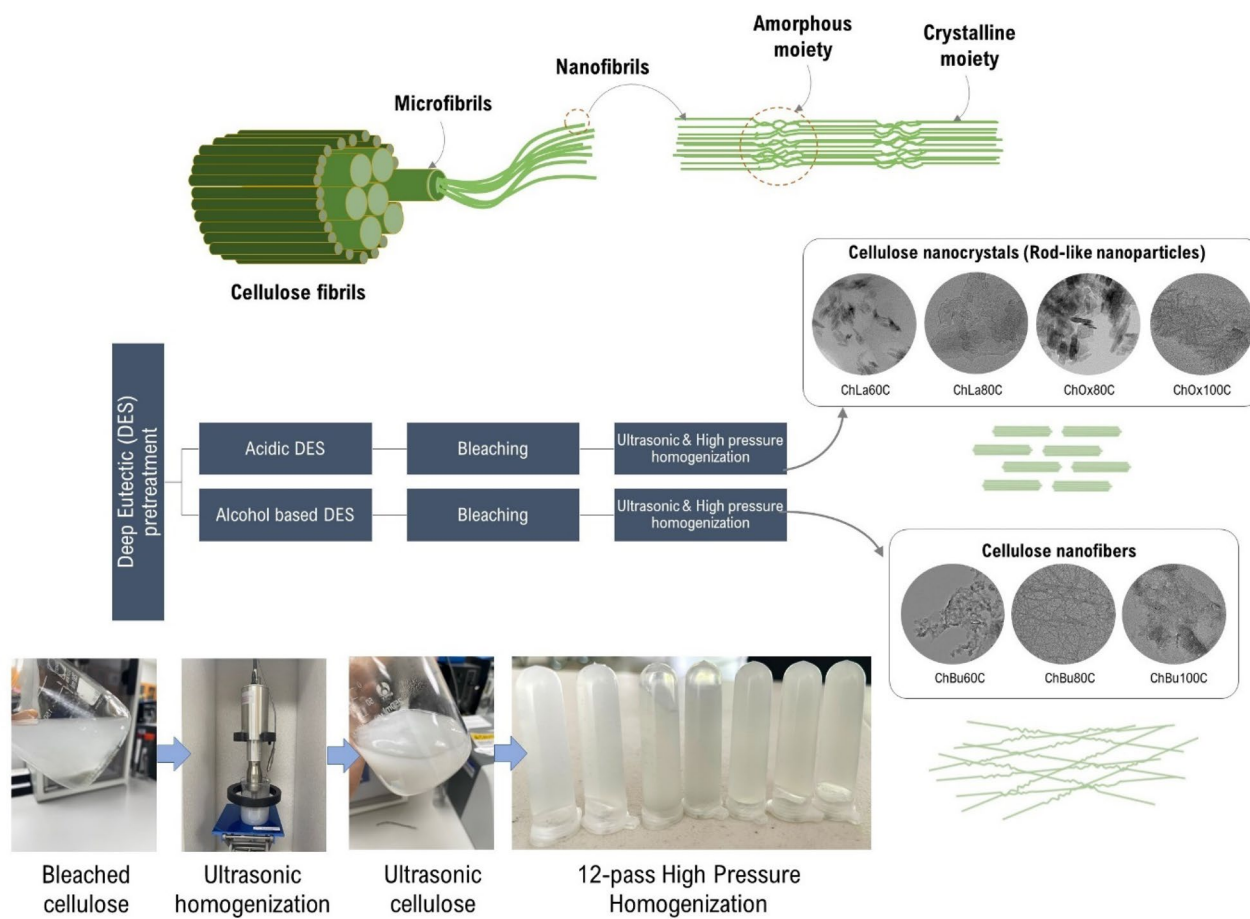 Amorphous
moiety
Crystalline
moiety
Nanofibrils
Microfibrils
Cellulose fibrils
Cellulose nanocrystals (Rod-like nanoparticles)
ChLa60C
ChLa80C
ChOx80C
ChOx100C
Deep Eutectic (DES)
pretreatment
Acidic DES
Bleaching
Ultrasonic & High pressure
homogenization
Alcohol based DES
Bleaching
Ultrasonic & High pressure
homogenization
Cellulose nanofibers
ChBu60C
ChBu80C
ChBu100C
Bleached
cellulose
Ultrasonic
homogenization
Ultrasonic
cellulose
12-pass High Pressure
Homogenization